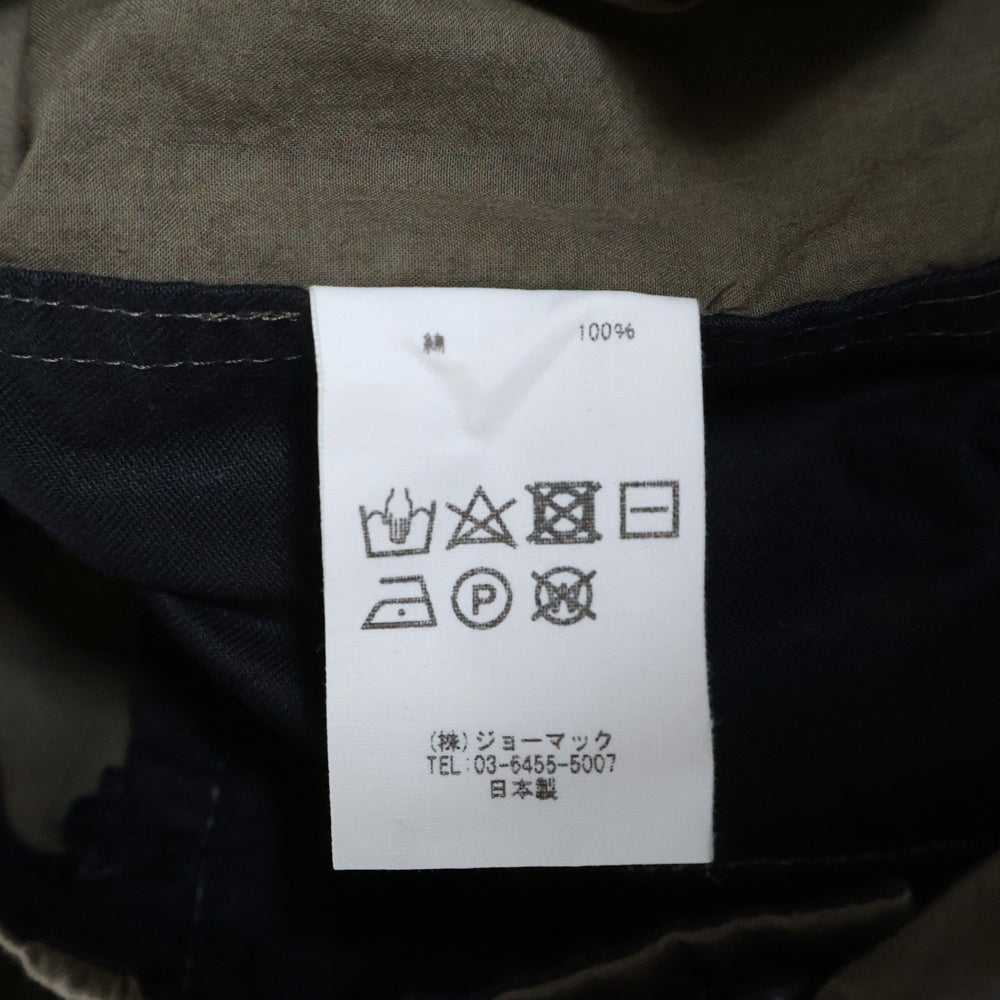 綿 100%
P
W
(株)ジョーマック
TEL:03-6455-5007
日本製